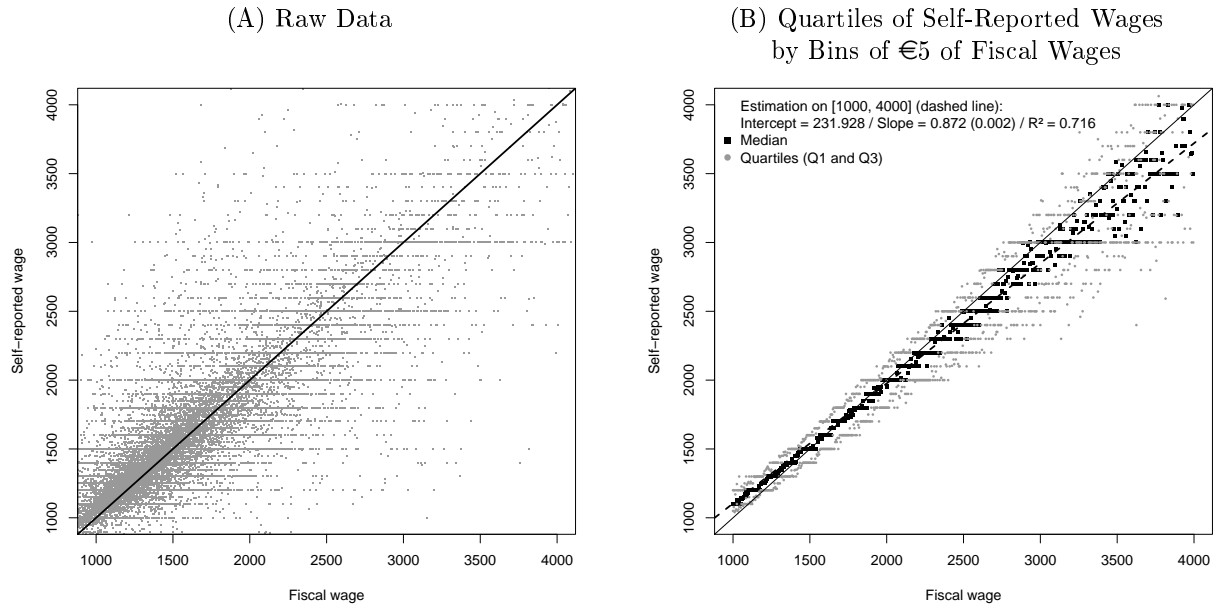 (A) Raw Data
Self−reported wage
4000
3500
3000
2500
2000
1500
1000
1000 1500 2000 2500 3000 3500 4000
Fiscal wage
(B) Quartiles of Self-Reported Wages
by Bins of €5 of Fiscal Wages
Self−reported wage
4000
3500
3000
2500
2000
1500
1000
Estimation on [1000, 4000] (dashed line):
Intercept = 231.928 / Slope = 0.872 (0.002) / R² = 0.716
Median
Quartiles (Q1 and Q3)
1000 1500 2000 2500 3000 3500 4000
Fiscal wage